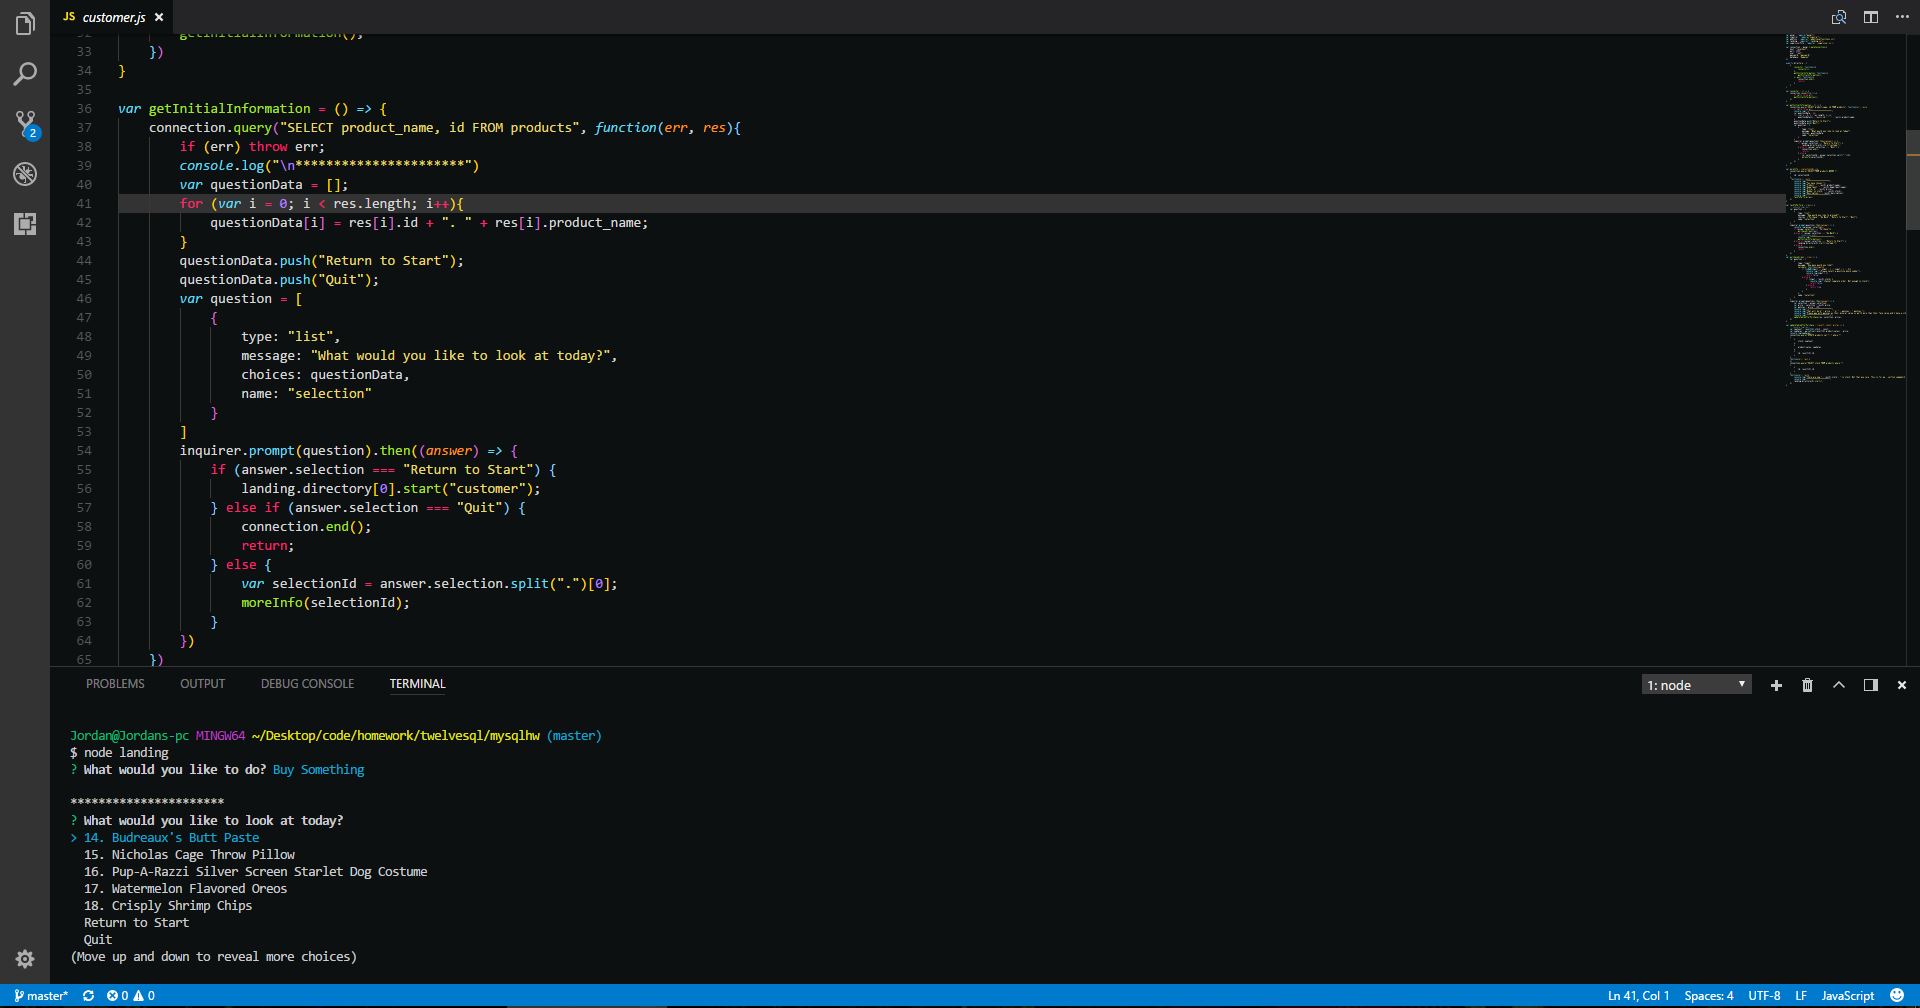 JS customer.js ×
32 getInitialInformation();
33 })
34 }
35
36 var getInitialInformation = () => {
37 connection.query("SELECT product_name, id FROM products", function(err, res){
38 if (err) throw err;
39 console.log("\n**********************")
40 var questionData = [];
41 for (var i = 0; i < res.length; i++){
42 questionData[i] = res[i].id + ". " + res[i].product_name;
43 }
44 questionData.push("Return to Start");
45 questionData.push("Quit");
46 var question = [
47 {
48 type: "list",
49 message: "What would you like to look at today?",
50 choices: questionData,
51 name: "selection"
52 }
53 ]
54 inquirer.prompt(question).then((answer) => {
55 if (answer.selection === "Return to Start") {
56 landing.directory[0].start("customer");
57 } else if (answer.selection === "Quit") {
58 connection.end();
59 return;
60 } else {
61 var selectionId = answer.selection.split(".")[0];
62 moreInfo(selectionId);
63 }
64 })
65 })
2
PROBLEMS OUTPUT DEBUG CONSOLE TERMINAL 1: node
Jordan@Jordans-pc MINGW64 ~/Desktop/code/homework/twelvesql/mysqlhw (master)
$ node landing
? What would you like to do? Buy Something
**********************
? What would you like to look at today?
> 14. Budreaux's Butt Paste
15. Nicholas Cage Throw Pillow
16. Pup-A-Razzi Silver Screen Starlet Dog Costume
17. Watermelon Flavored Oreos
18. Crisply Shrimp Chips
Return to Start
Quit
(Move up and down to reveal more choices)
master* 0 0 Ln 41, Col 1 Spaces: 4 UTF-8 LF JavaScript